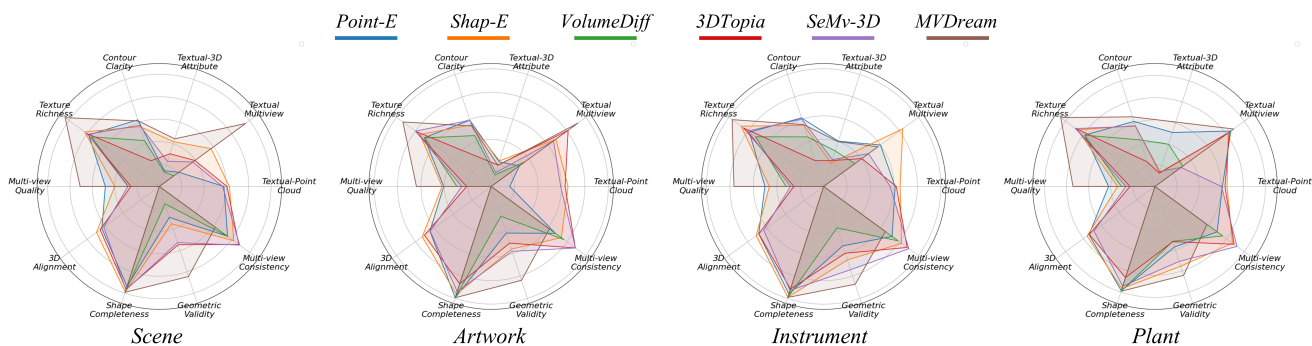 Point-E Shap-E VolumeDiff 3DTopia SeMv-3D MVDream
Contour
Clarity
Textual-3D
Attribute
Texture
Richness
Textual
Multiview
Multi-view
Quality
Textual-Point
Cloud
3D
Alignment
Multi-view
Consistency
Shape
Completeness
Geometric
Validity
Scene
Contour
Clarity
Textual-3D
Attribute
Texture
Richness
Textual
Multiview
Multi-view
Quality
Textual-Point
Cloud
3D
Alignment
Multi-view
Consistency
Shape
Completeness
Geometric
Validity
Artwork
Contour
Clarity
Textual-3D
Attribute
Texture
Richness
Textual
Multiview
Multi-view
Quality
Textual-Point
Cloud
3D
Alignment
Multi-view
Consistency
Shape
Completeness
Geometric
Validity
Instrument
Contour
Clarity
Textual-3D
Attribute
Texture
Richness
Textual
Multiview
Multi-view
Quality
Textual-Point
Cloud
3D
Alignment
Multi-view
Consistency
Shape
Completeness
Geometric
Validity
Plant